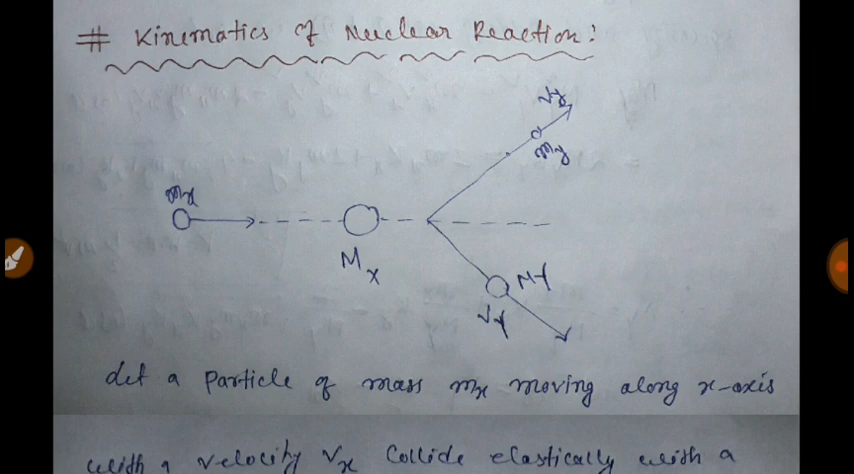 # Kinematics of Nuclear Reaction:
Vy
my
mx
Mx
MY
VY
Let a Particle of mass mx moving along x-axis
with a velocity Vx Collide elastically with a